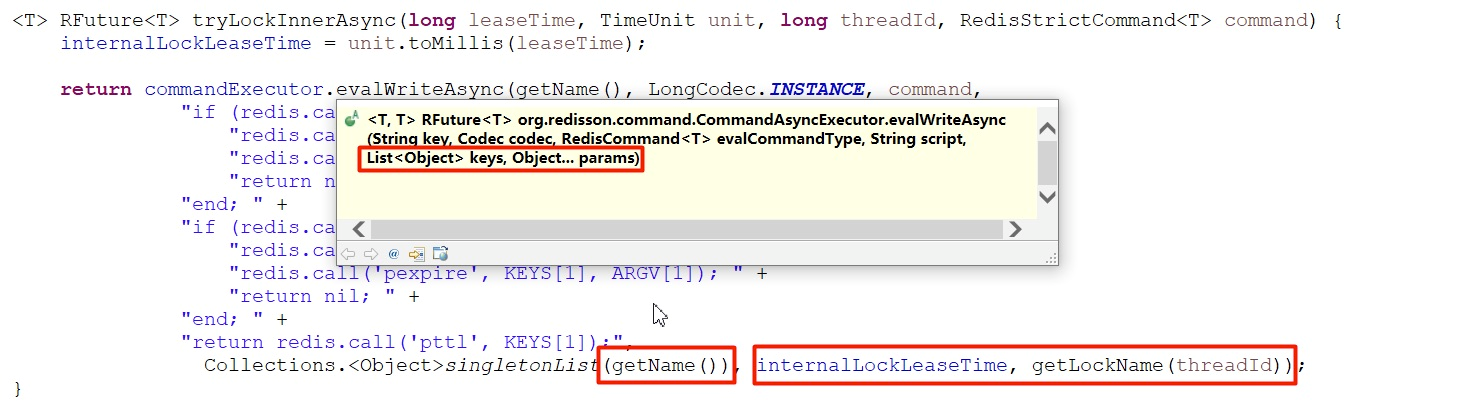 <T> RFuture<T> tryLockInnerAsync(long leaseTime, TimeUnit unit, long threadId, RedisStrictCommand<T> command) {
internalLockLeaseTime = unit.toMillis(leaseTime);
return commandExecutor.evalWriteAsync(getName(), LongCodec.INSTANCE, command,
"if (redis.ca
"redis.ca
"redis.ca
"return n
"end; " +
"if (redis.ca
"redis.ca
<T, T> RFuture<T> org.redisson.command.CommandAsyncExecutor.evalWriteAsync
(String key, Codec codec, RedisCommand<T> evalCommandType, String script,
List<Object> keys, Object... params)
@
"redis.call('pexpire', KEYS[1], ARGV[1]); " +
"return nil; " +
"end; " +
"return redis.call('pttl', KEYS[1]);",
Collections.<Object>singletonList(getName()), internalLockLeaseTime, getLockName(threadId));
}